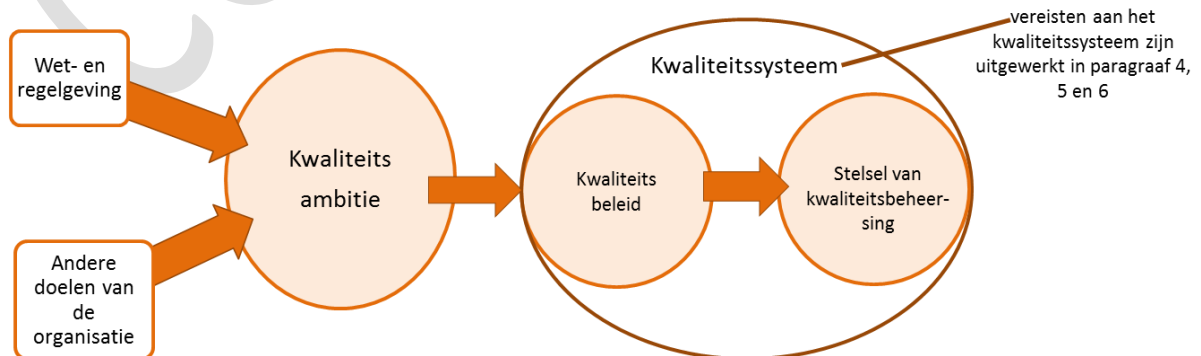 Wet- en
regelgeving
Andere
doelen van
de
organisatie
Kwaliteits
ambitie
Kwaliteitssysteem
Kwaliteits
beleid
Stelsel van
kwaliteitsbeheer-
sing
vereisten aan het
kwaliteitssysteem zijn
uitgewerkt in paragraaf 4,
5 en 6